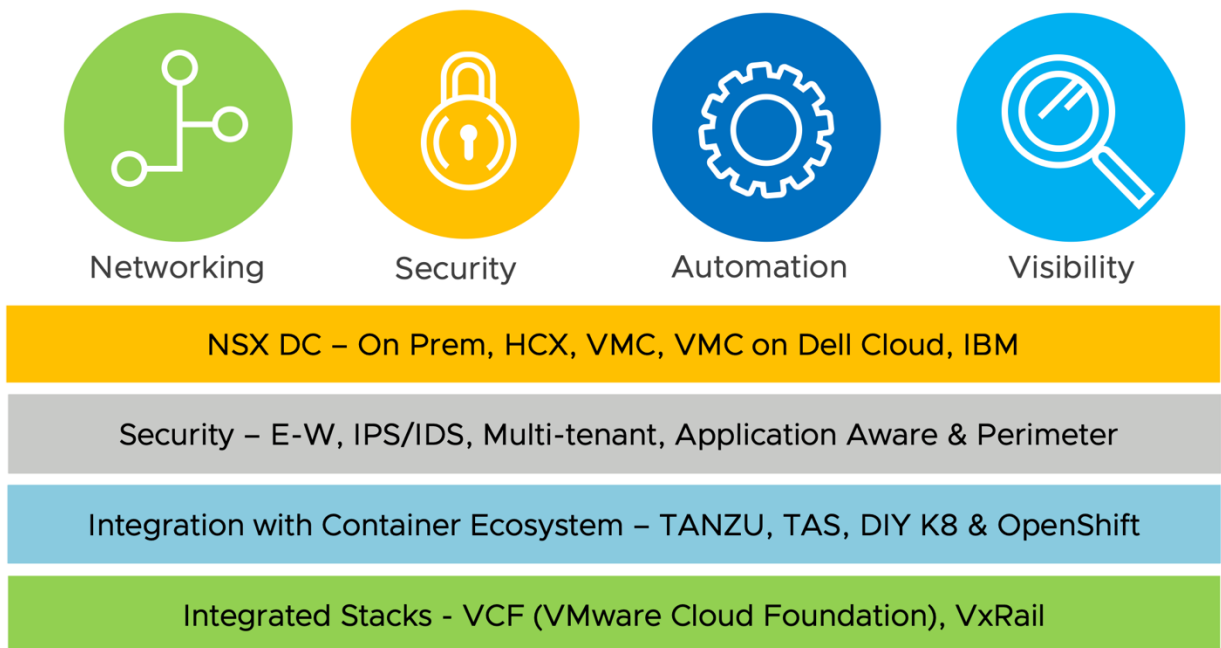 Networking
Security
Automation
Visibility
NSX DC – On Prem, HCX, VMC, VMC on Dell Cloud, IBM
Security – E-W, IPS/IDS, Multi-tenant, Application Aware & Perimeter
Integration with Container Ecosystem – TANZU, TAS, DIY K8 & OpenShift
Integrated Stacks - VCF (VMware Cloud Foundation), VxRail